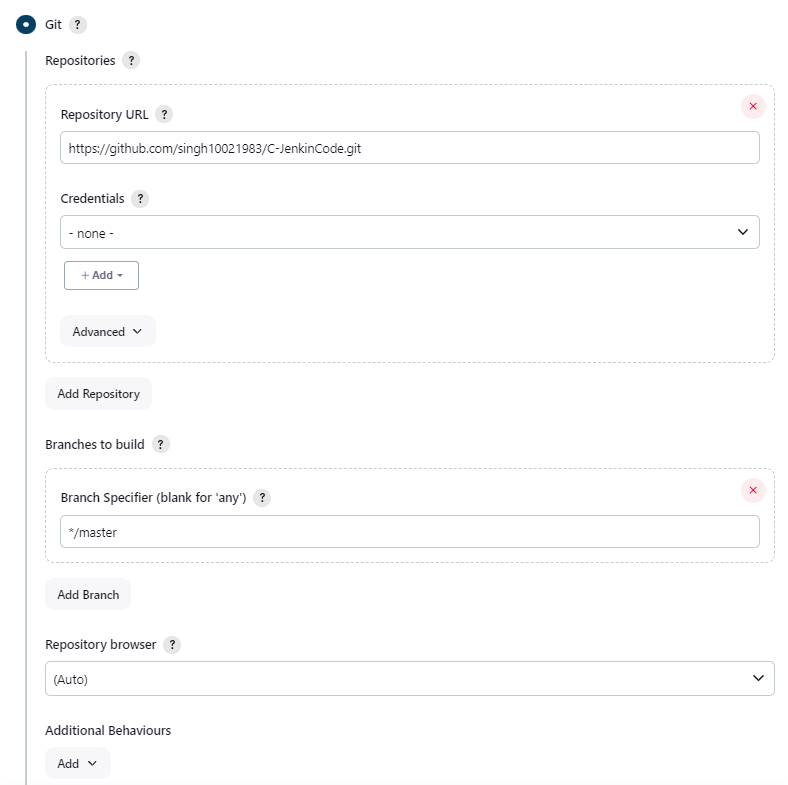 Git ?
Repositories ?
Repository URL ?
https://github.com/singh10021983/C-JenkinCode.git
Credentials ?
- none -
+ Add
Advanced
Add Repository
Branches to build ?
Branch Specifier (blank for 'any') ?
*/master
Add Branch
Repository browser ?
(Auto)
Additional Behaviours
Add